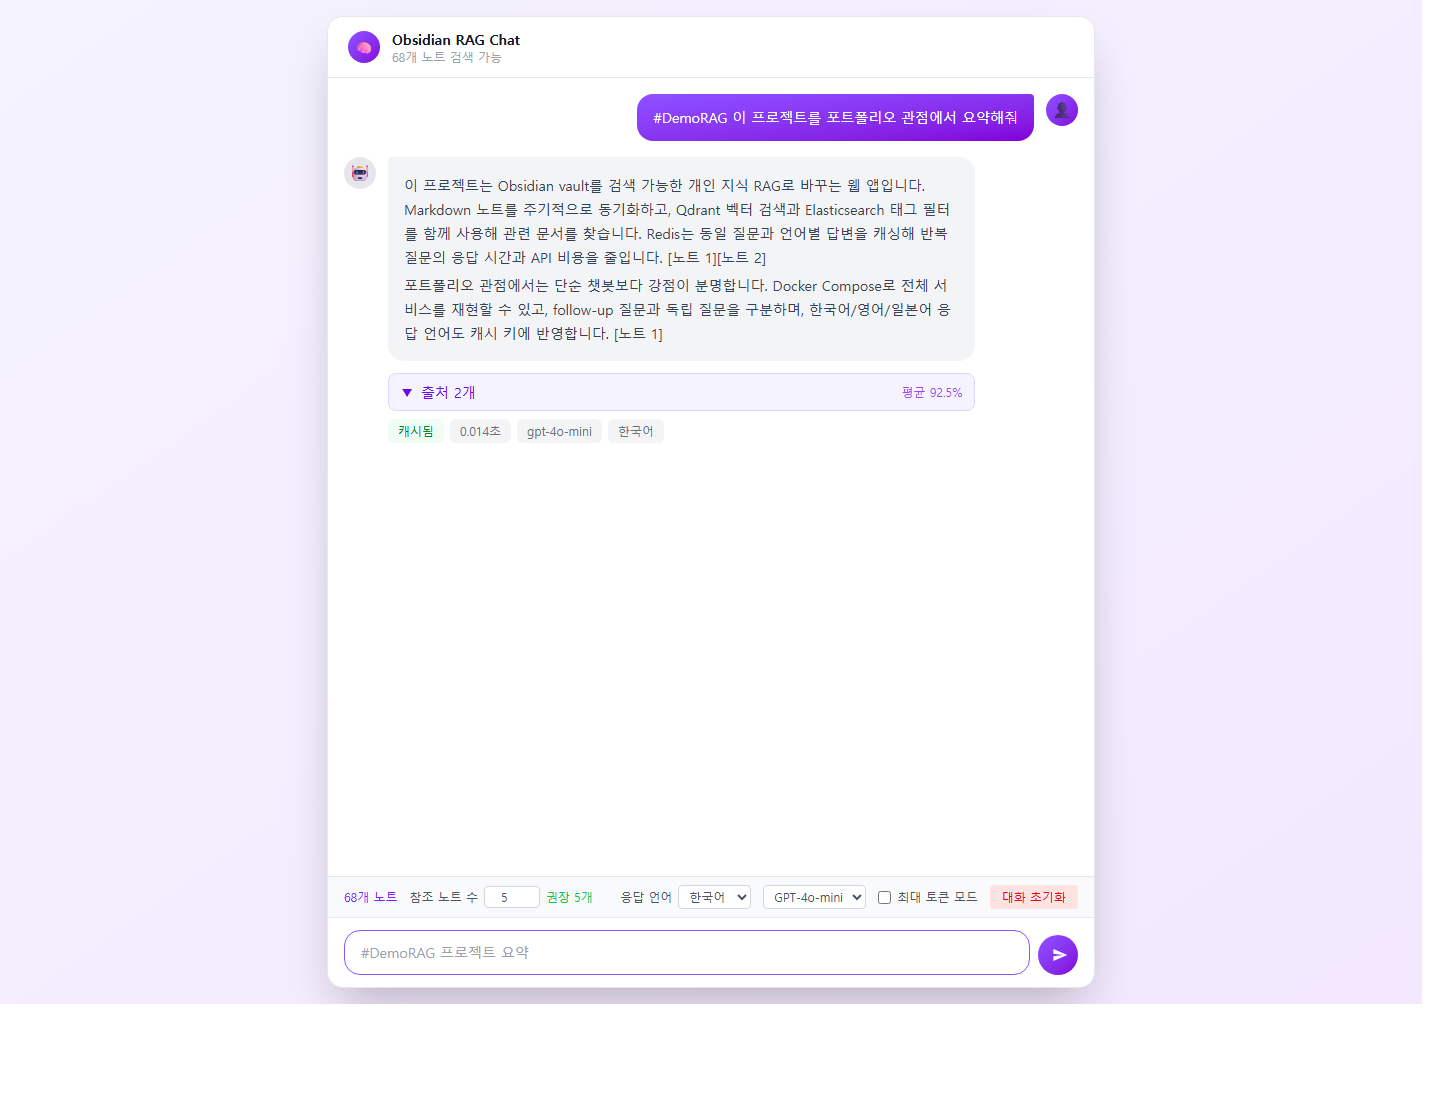 Obsidian RAG Chat
68개 노트 검색 가능
#DemoRAG 이 프로젝트를 포트폴리오 관점에서 요약해줘
이 프로젝트는 Obsidian vault를 검색 가능한 개인 지식 RAG로 바꾸는 웹 앱입니다.
Markdown 노트를 주기적으로 동기화하고, Qdrant 벡터 검색과 Elasticsearch 태그 필터
를 함께 사용해 관련 문서를 찾습니다. Redis는 동일 질문과 언어별 답변을 캐싱해 반복
질문의 응답 시간과 API 비용을 줄입니다. [노트 1][노트 2]
포트폴리오 관점에서는 단순 챗봇보다 강점이 분명합니다. Docker Compose로 전체 서
비스를 재현할 수 있고, follow-up 질문과 독립 질문을 구분하며, 한국어/영어/일본어 응
답 언어도 캐시 키에 반영합니다. [노트 1]
▼ 출처 2개 평균 92.5%
캐시됨 0.014초 gpt-4o-mini 한국어
68개 노트 참조 노트 수 5 권장 5개 응답 언어 한국어 GPT-4o-mini 최대 토큰 모드 대화 초기화
#DemoRAG 프로젝트 요약